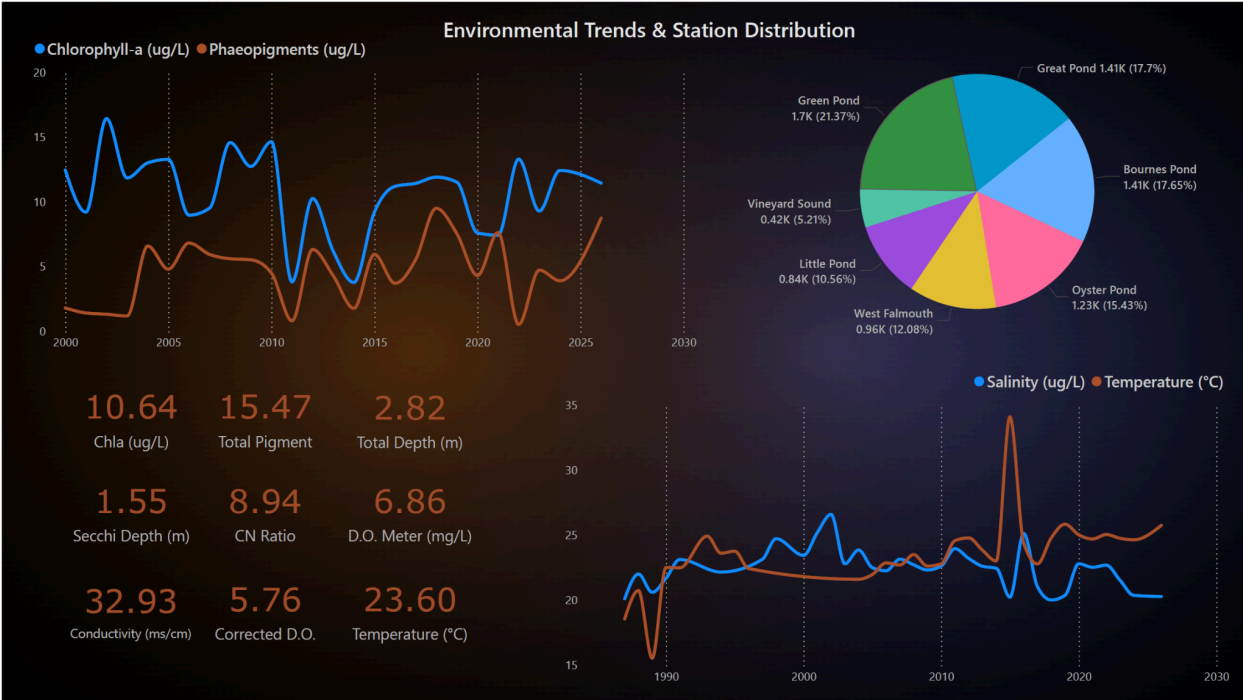 Environmental Trends & Station Distribution
Chlorophyll-a (ug/L) Phaeopigments (ug/L)
20
15
10
5
0
2000 2005 2010 2015 2020 2025 2030
Great Pond 1.41K (17.7%)
Green Pond
1.7K (21.37%)
Bournes Pond
1.41K (17.65%)
Vineyard Sound
0.42K (5.21%)
Little Pond
0.84K (10.56%)
Oyster Pond
1.23K (15.43%)
West Falmouth
0.96K (12.08%)
10.64 15.47 2.82
Chla (ug/L) Total Pigment Total Depth (m)
1.55 8.94 6.86
Secchi Depth (m) CN Ratio D.O. Meter (mg/L)
32.93 5.76 23.60
Conductivity (ms/cm) Corrected D.O. Temperature (°C)
Salinity (ug/L) Temperature (°C)
35
30
25
20
15
1990 2000 2010 2020 2030